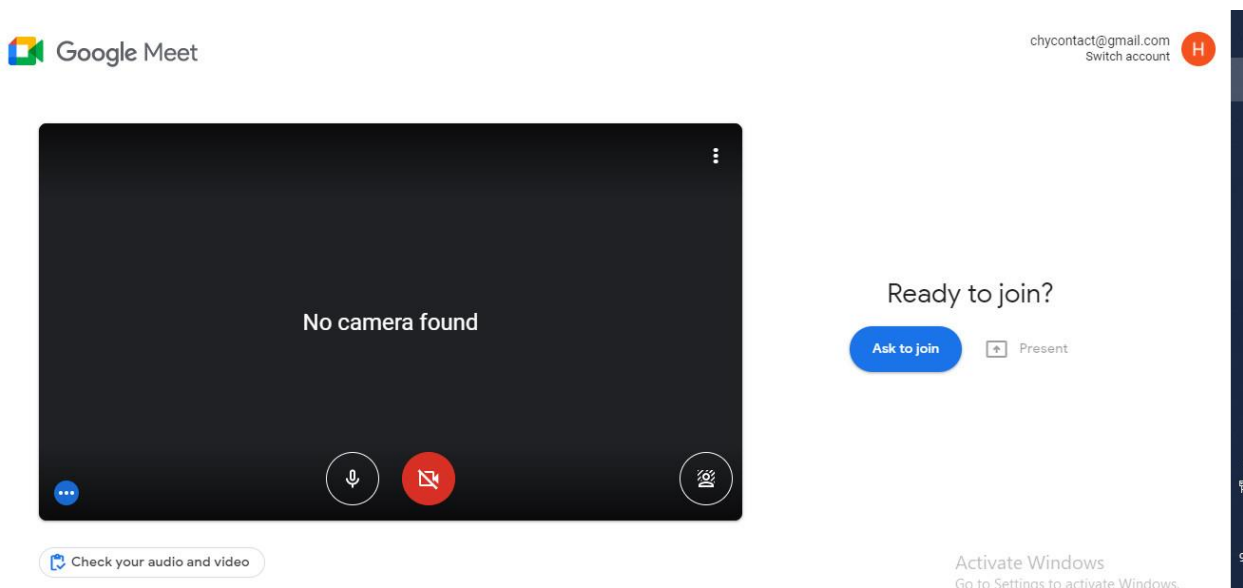 Google Meet
chycontact@gmail.com
Switch account
H
No camera found
Ready to join?
Ask to join
Present
Check your audio and video
Activate Windows
Go to Settings to activate Windows.